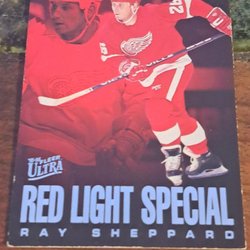 FLEER
ULTRA
RED LIGHT SPECIAL
RAY SHEPPARD